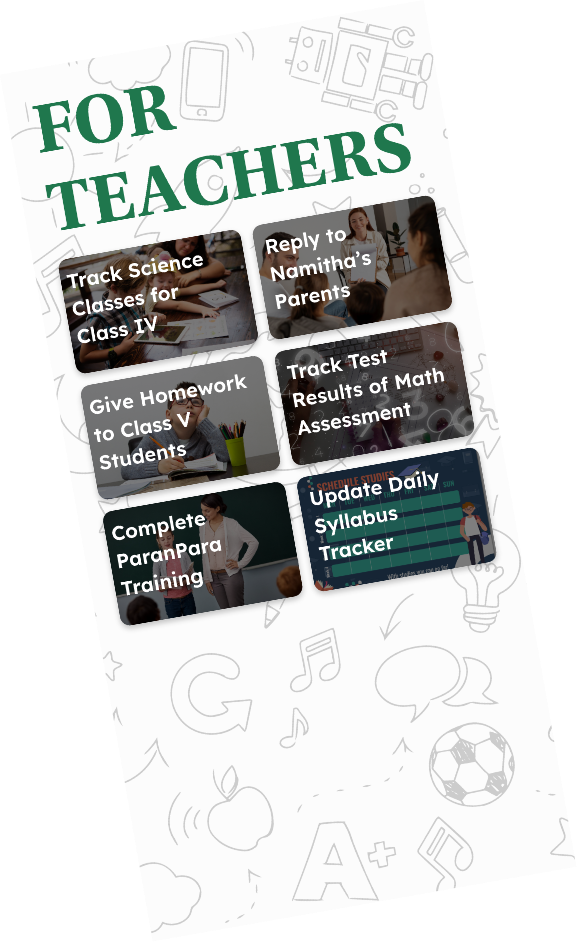 FOR
TEACHERS
Track Science
Classes for
Class IV
Reply to
Namitha's
Parents
Give Homework
to Class V
Students
Track Test
Results of Math
Assessment
Complete
ParanPara
Training
SCHEDULE STUDIES
Update Daily
Syllabus
Tracker